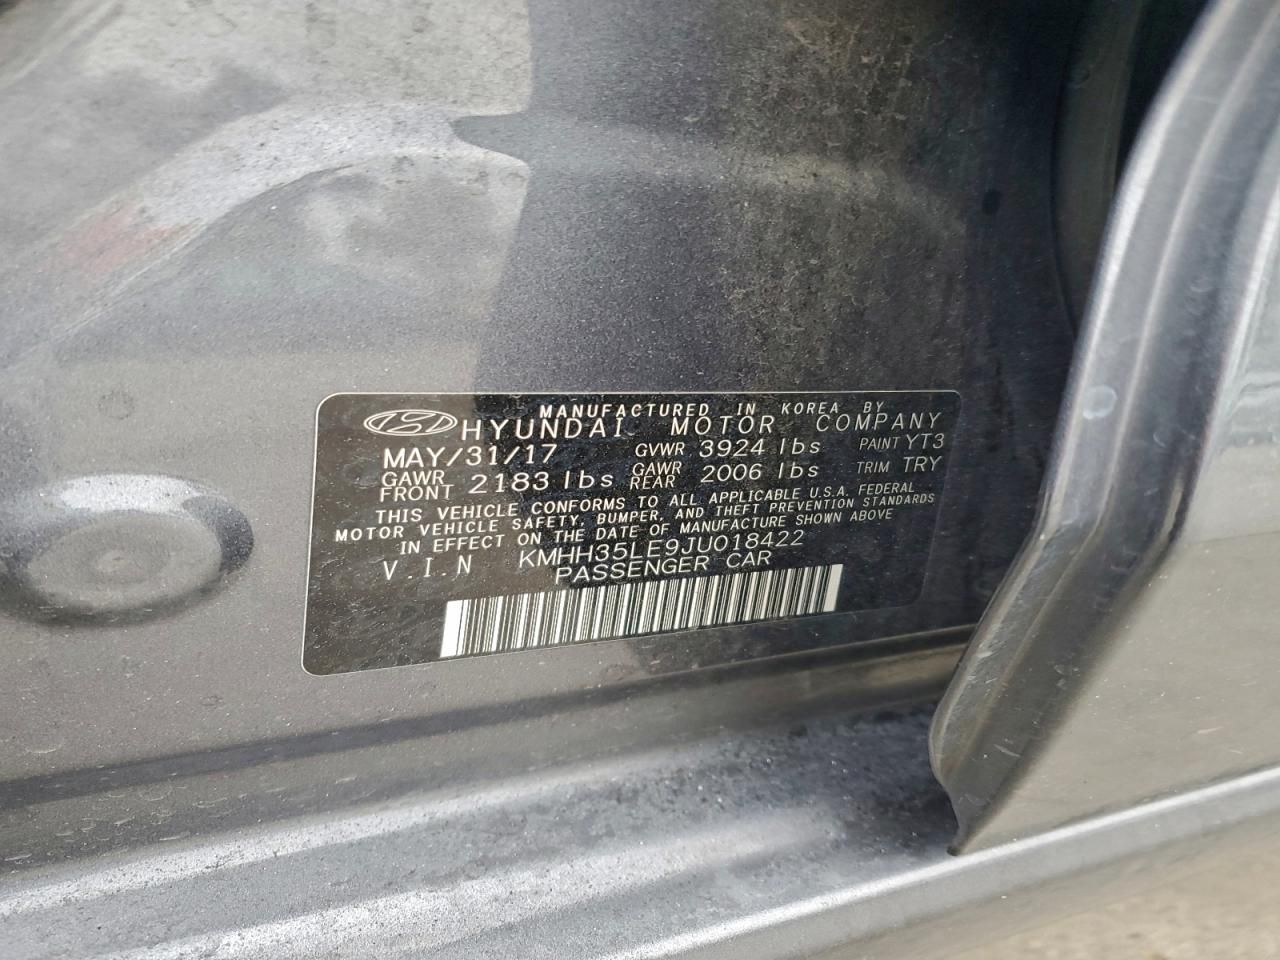 MANUFACTURED IN KOREA BY
HYUNDAI MOTOR COMPANY
MAY/31/17 GVWR 3924 lbs PAINT YT3
GAWR FRONT 2183 lbs GAWR REAR 2006 lbs TRIM TRY
THIS VEHICLE CONFORMS TO ALL APPLICABLE U.S.A. FEDERAL
MOTOR VEHICLE SAFETY, BUMPER, AND THEFT PREVENTION STANDARDS
IN EFFECT ON THE DATE OF MANUFACTURE SHOWN ABOVE
V.I.N KMHH35LE9JU018422
PASSENGER CAR